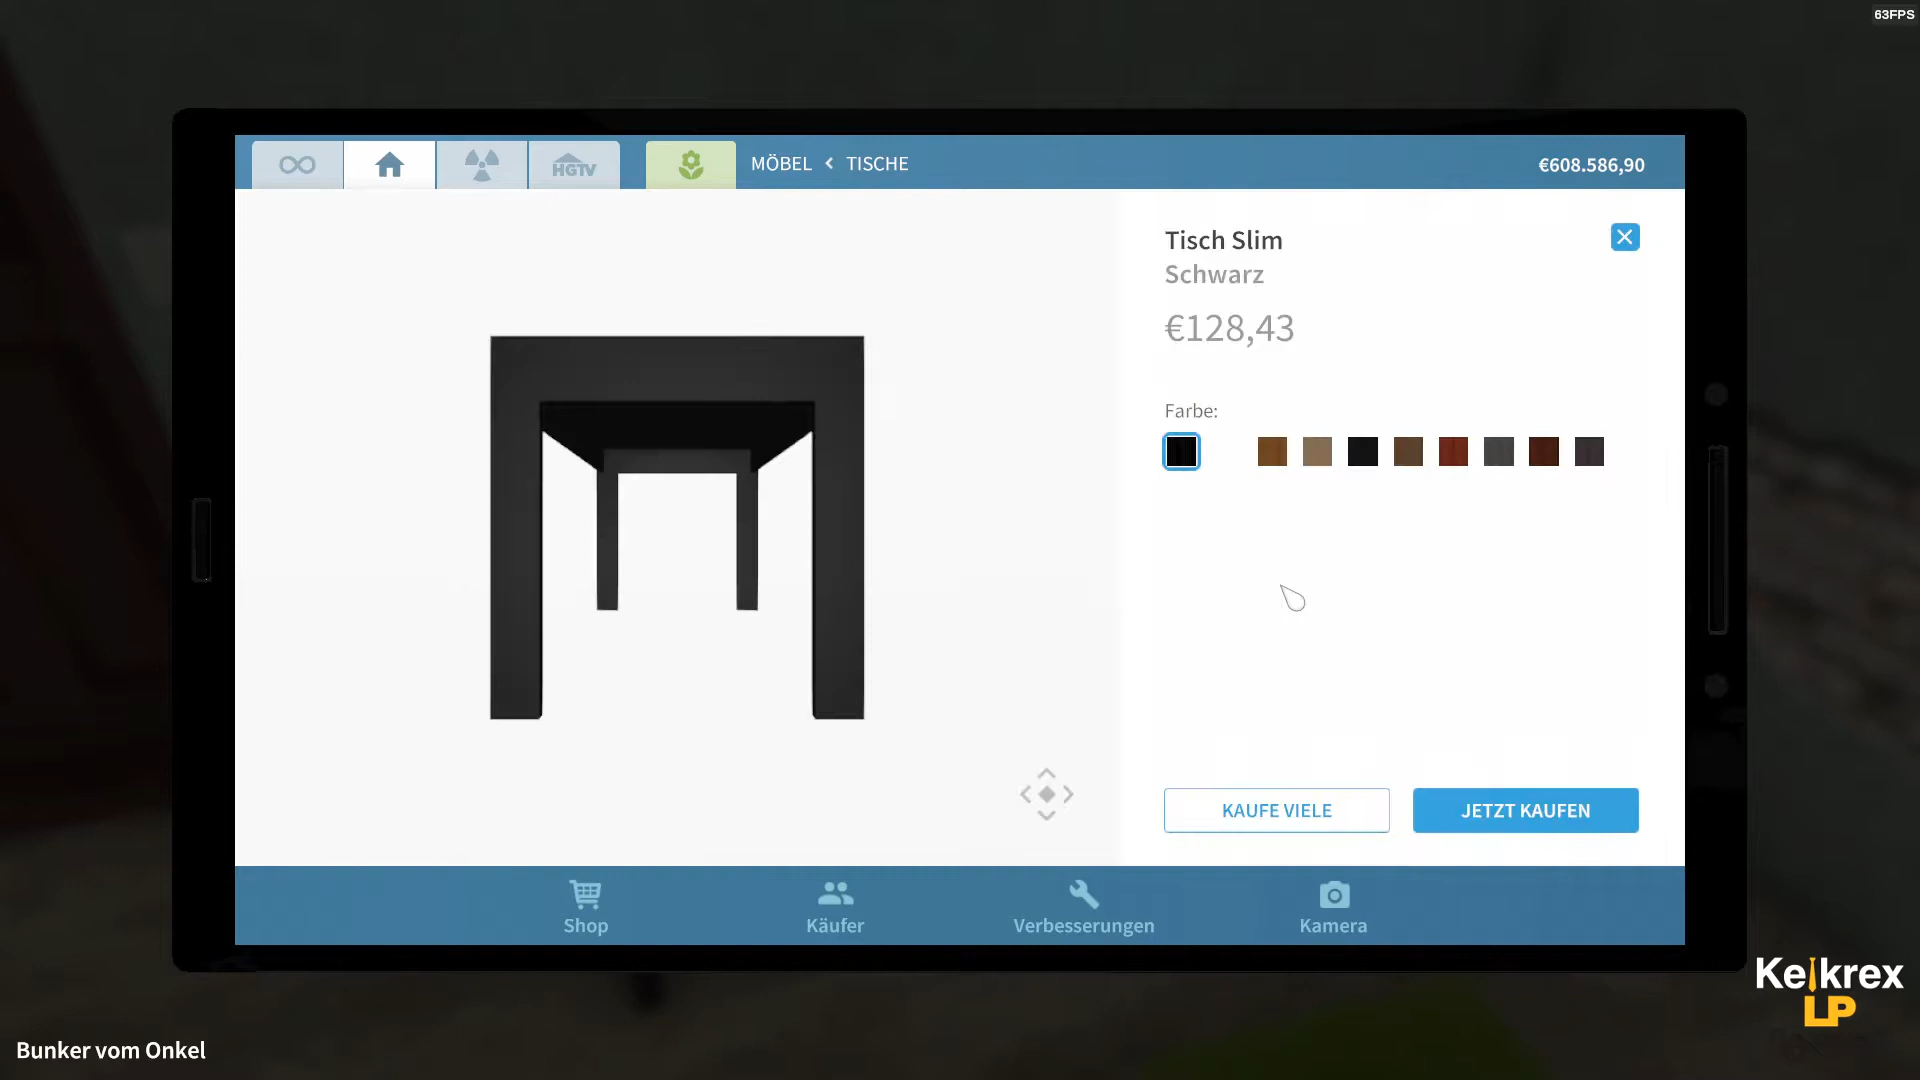 63FPS
HGTV
MÖBEL < TISCHE
€608.586,90
Tisch Slim
Schwarz
€128,43
Farbe:
KAUFE VIELE
JETZT KAUFEN
Shop
Käufer
Verbesserungen
Kamera
Keikrex
LP
Bunker vom Onkel